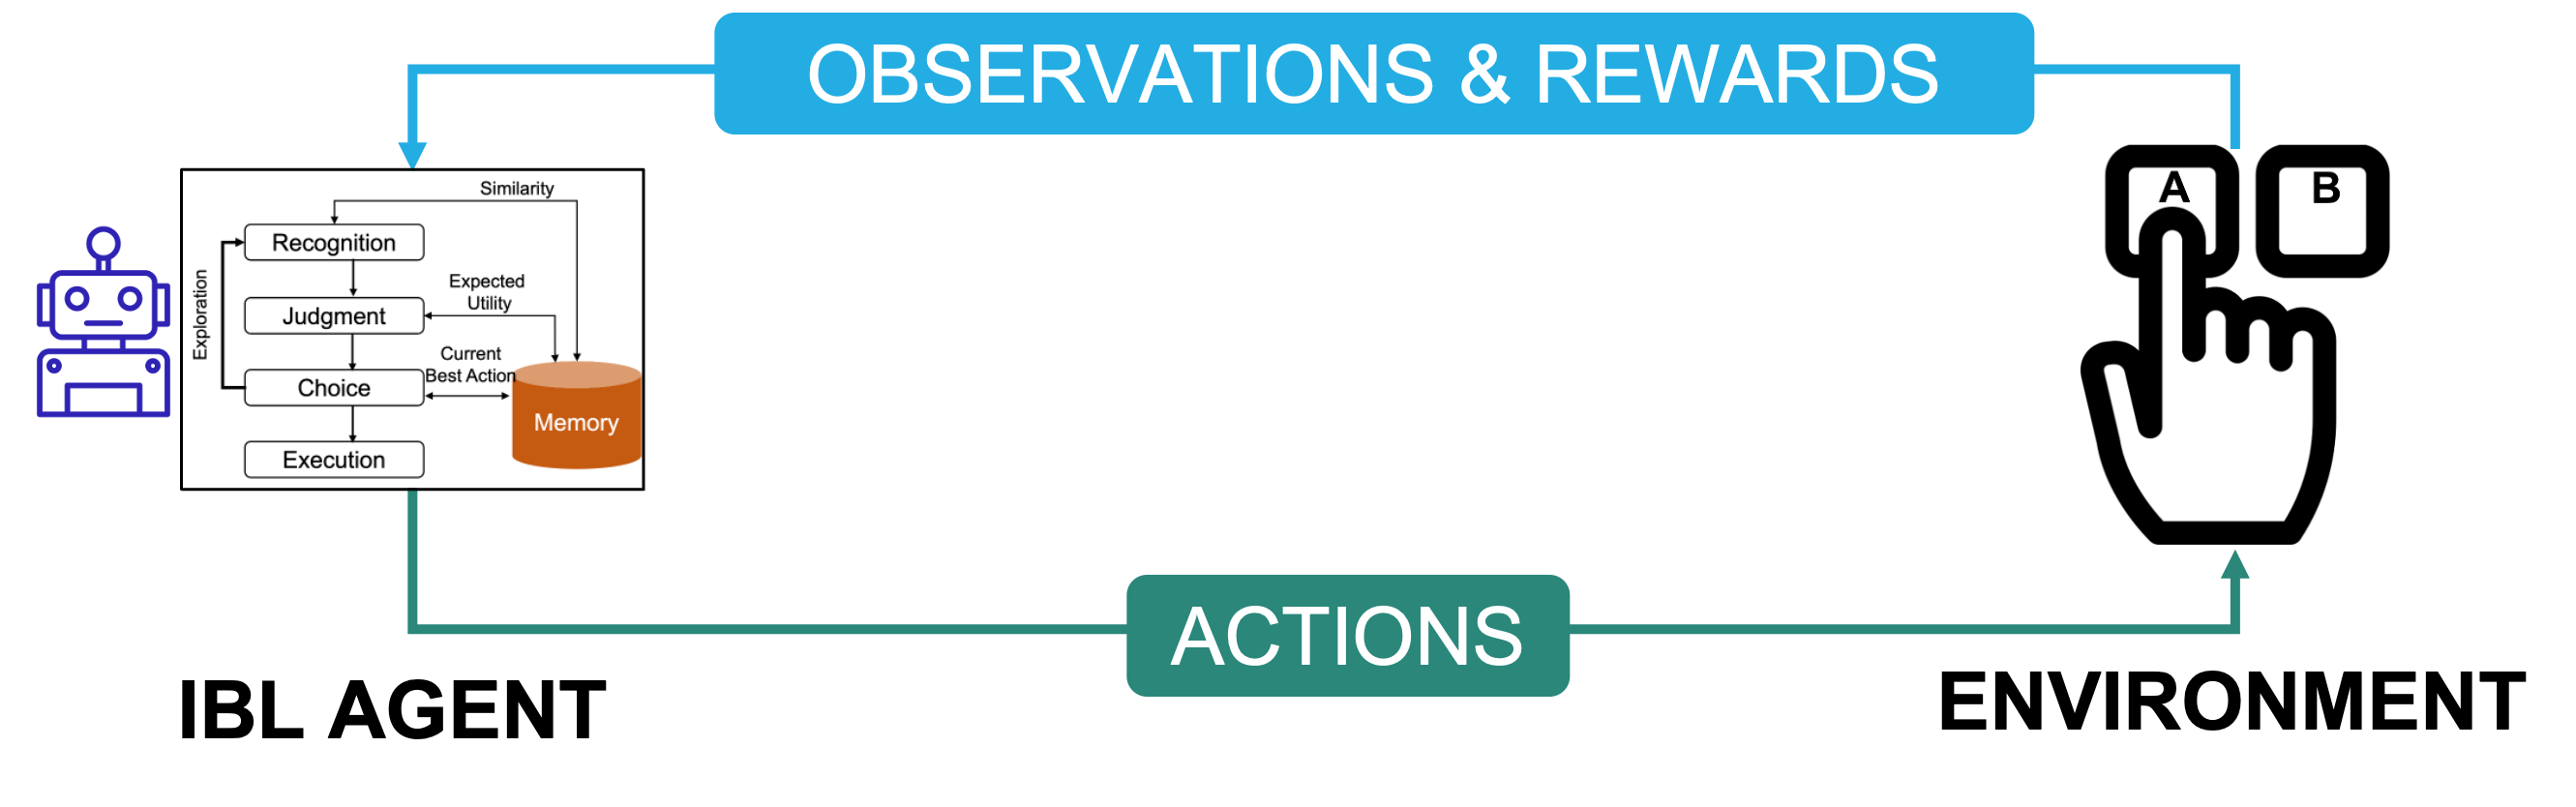 OBSERVATIONS & REWARDS
Similarity
Recognition
Expected
Utility
Judgment
Exploration
Current
Best Action
Choice
Memory
Execution
A
B
ACTIONS
IBL AGENT
ENVIRONMENT